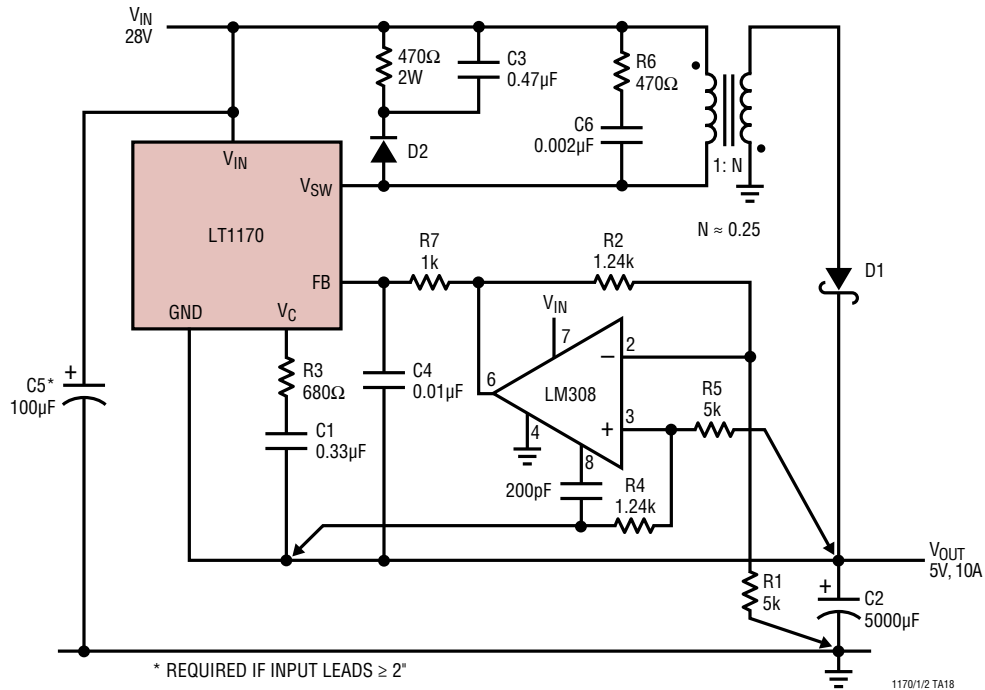 VIN
28V
470Ω
2W
C3
0.47µF
R6
470Ω
C6
0.002µF
D2
1: N
N ≈ 0.25
VIN
VSW
LT1170
FB
GND
VC
R7
1k
R2
1.24k
D1
VIN
7
2
–
6
LM308
3
+
4
8
R5
5k
C5*
100µF
+
R3
680Ω
C4
0.01µF
C1
0.33µF
200pF
R4
1.24k
VOUT
5V, 10A
R1
5k
+
C2
5000µF
* REQUIRED IF INPUT LEADS ≥ 2"
1170/1/2 TA18